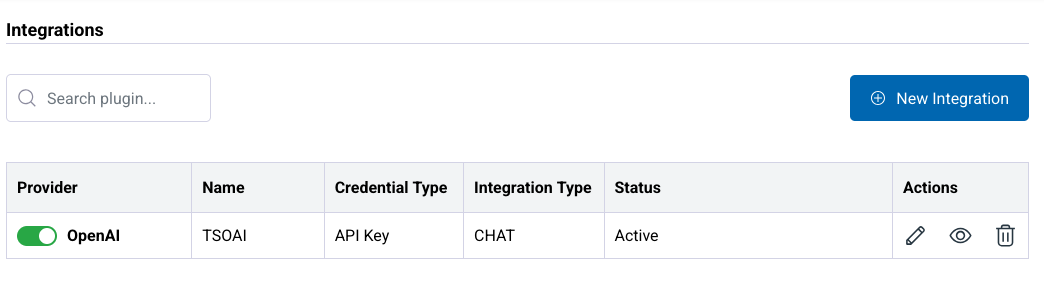 Integrations
Search plugin...
New Integration
Provider Name Credential Type Integration Type Status Actions
OpenAI TSOAI API Key CHAT Active